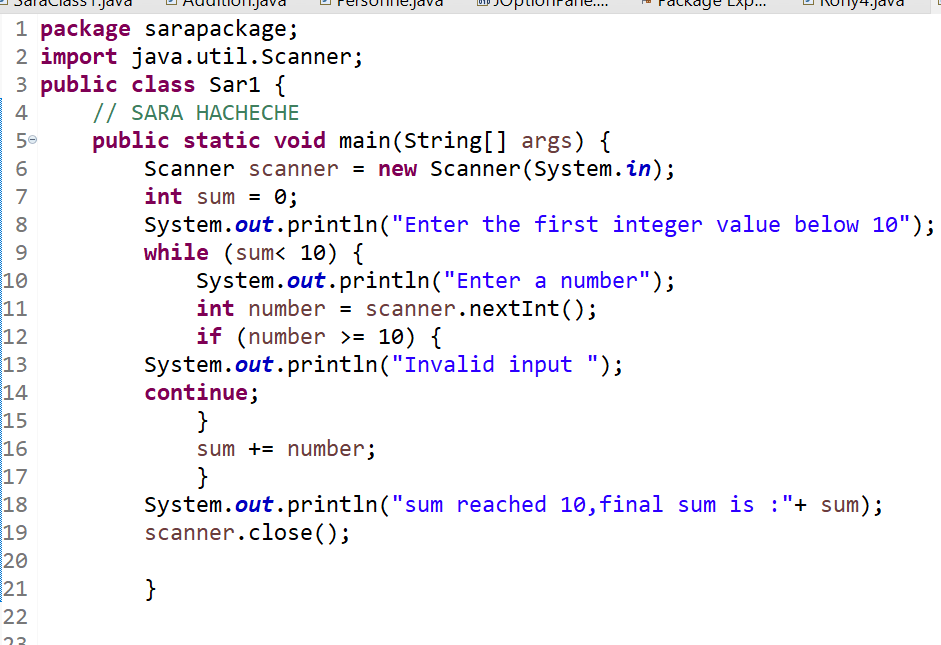 SaraClass1.java Addition.java Personne.java JOptionPane.... Package Exp... Rony4.java
1 package sarapackage;
2 import java.util.Scanner;
3 public class Sar1 {
4     // SARA HACHECHE
5     public static void main(String[] args) {
6         Scanner scanner = new Scanner(System.in);
7         int sum = 0;
8         System.out.println("Enter the first integer value below 10");
9         while (sum< 10) {
10             System.out.println("Enter a number");
11             int number = scanner.nextInt();
12             if (number >= 10) {
13         System.out.println("Invalid input ");
14         continue;
15             }
16             sum += number;
17             }
18         System.out.println("sum reached 10,final sum is :"+ sum);
19         scanner.close();
20
21         }
22
23